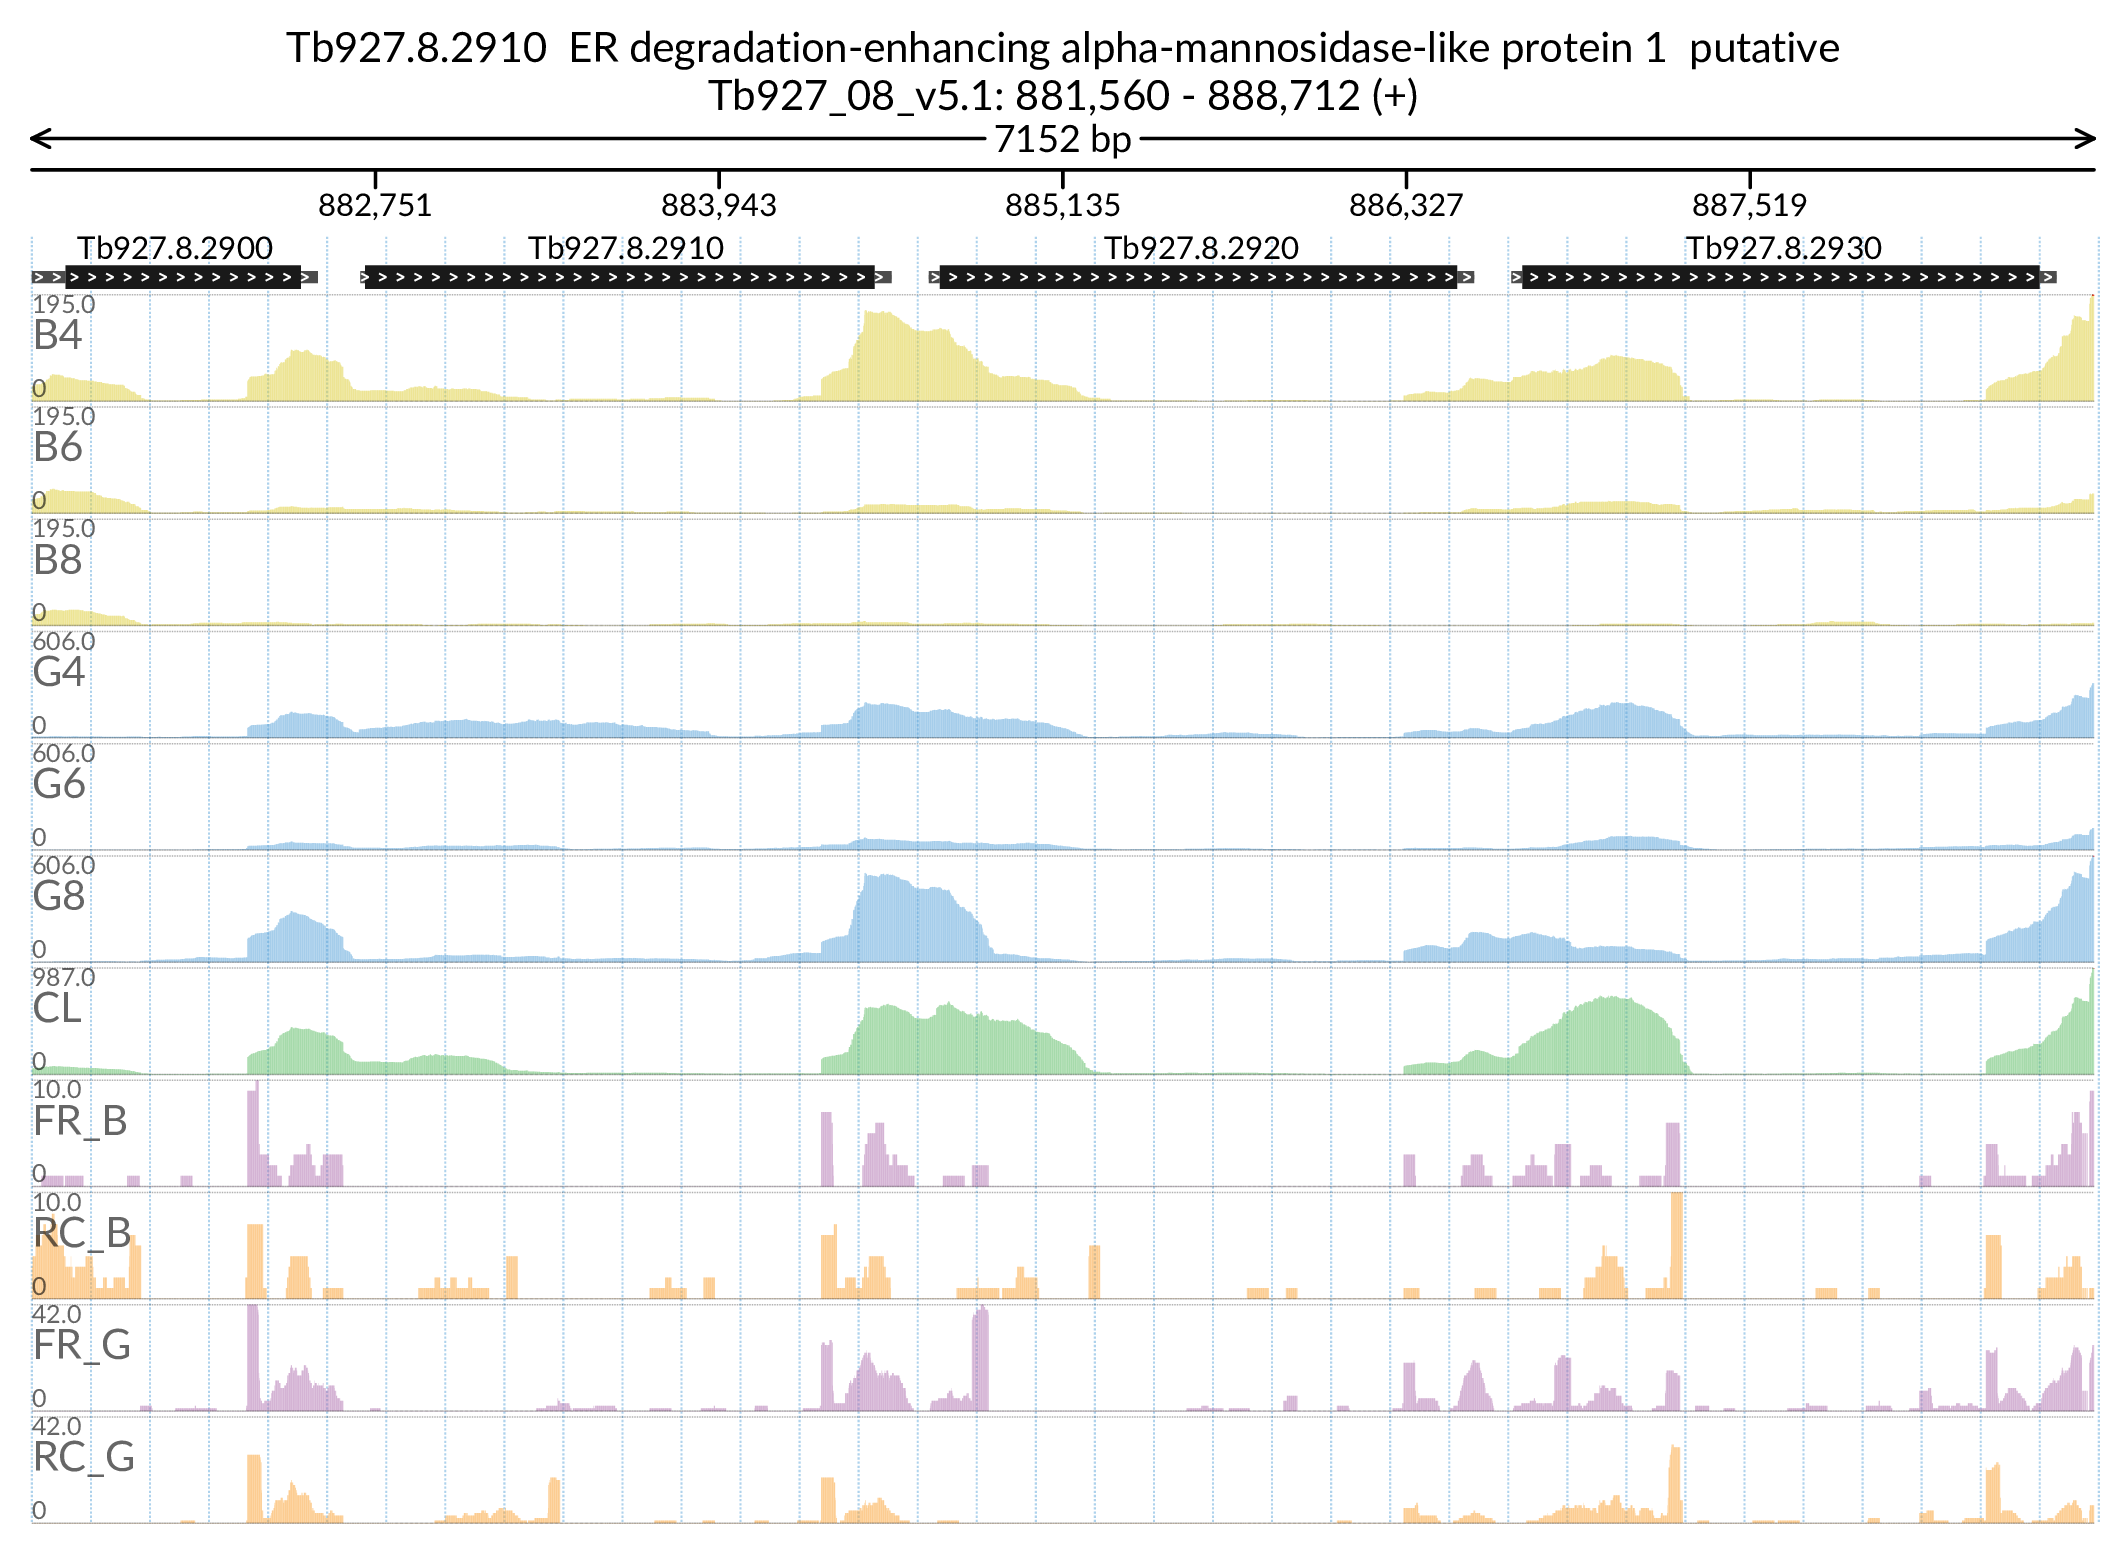 Tb927.8.2910  ER degradation-enhancing alpha-mannosidase-like protein 1  putative
Tb927_08_v5.1: 881,560 - 888,712 (+)
7152 bp
882,751 883,943 885,135 886,327 887,519
Tb927.8.2900 Tb927.8.2910 Tb927.8.2920 Tb927.8.2930
195.0
B4
0
195.0
B6
0
195.0
B8
0
606.0
G4
0
606.0
G6
0
606.0
G8
0
987.0
CL
0
10.0
FR_B
0
10.0
RC_B
0
42.0
FR_G
0
42.0
RC_G
0